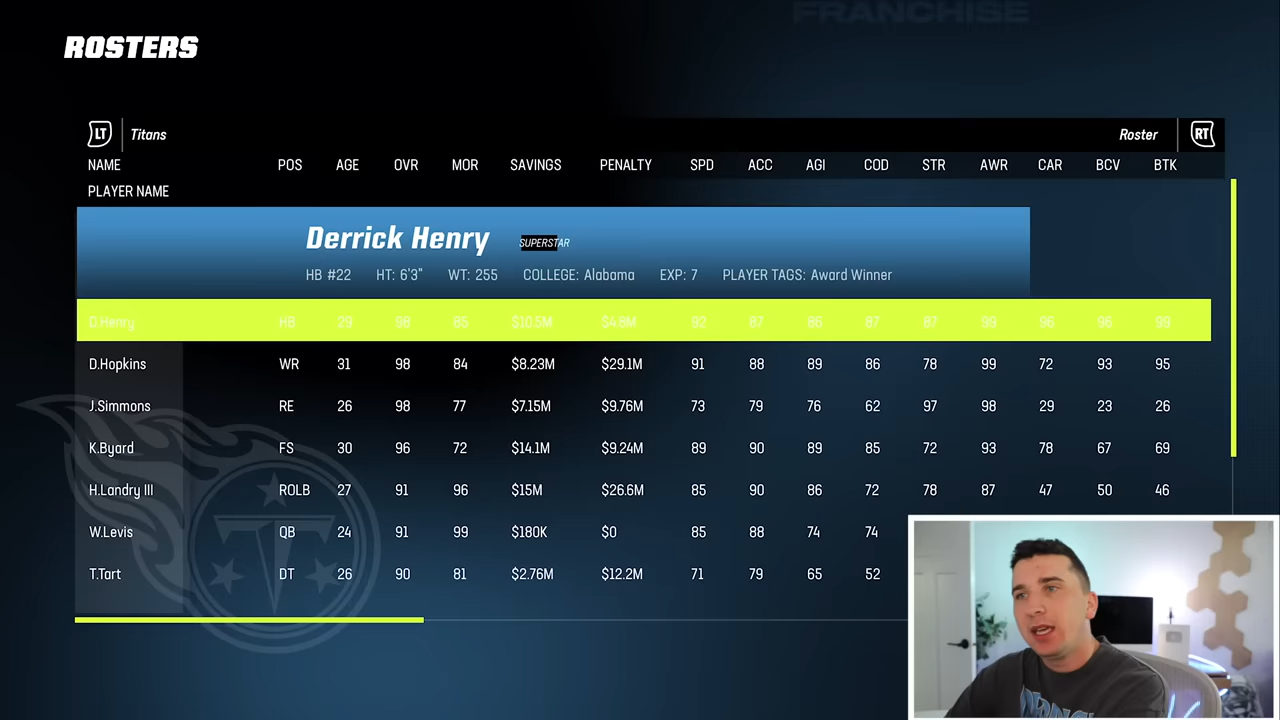 FRANCHISE
ROSTERS
LT Titans Roster RT
NAME POS AGE OVR MOR SAVINGS PENALTY SPD ACC AGI COD STR AWR CAR BCV BTK
PLAYER NAME
Derrick Henry SUPERSTAR
HB #22 HT: 6'3" WT: 255 COLLEGE: Alabama EXP: 7 PLAYER TAGS: Award Winner
D.Henry HB 29 98 85 $10.5M $4.8M 92 87 86 87 87 99 96 96 99
D.Hopkins WR 31 98 84 $8.23M $29.1M 91 88 89 86 78 99 72 93 95
J.Simmons RE 26 98 77 $7.15M $9.76M 73 79 76 62 97 98 29 23 26
K.Byard FS 30 96 72 $14.1M $9.24M 89 90 89 85 72 93 78 67 69
H.Landry III ROLB 27 91 96 $15M $26.6M 85 90 86 72 78 87 47 50 46
W.Levis QB 24 91 99 $180K $0 85 88 74 74
T.Tart DT 26 90 81 $2.76M $12.2M 71 79 65 52